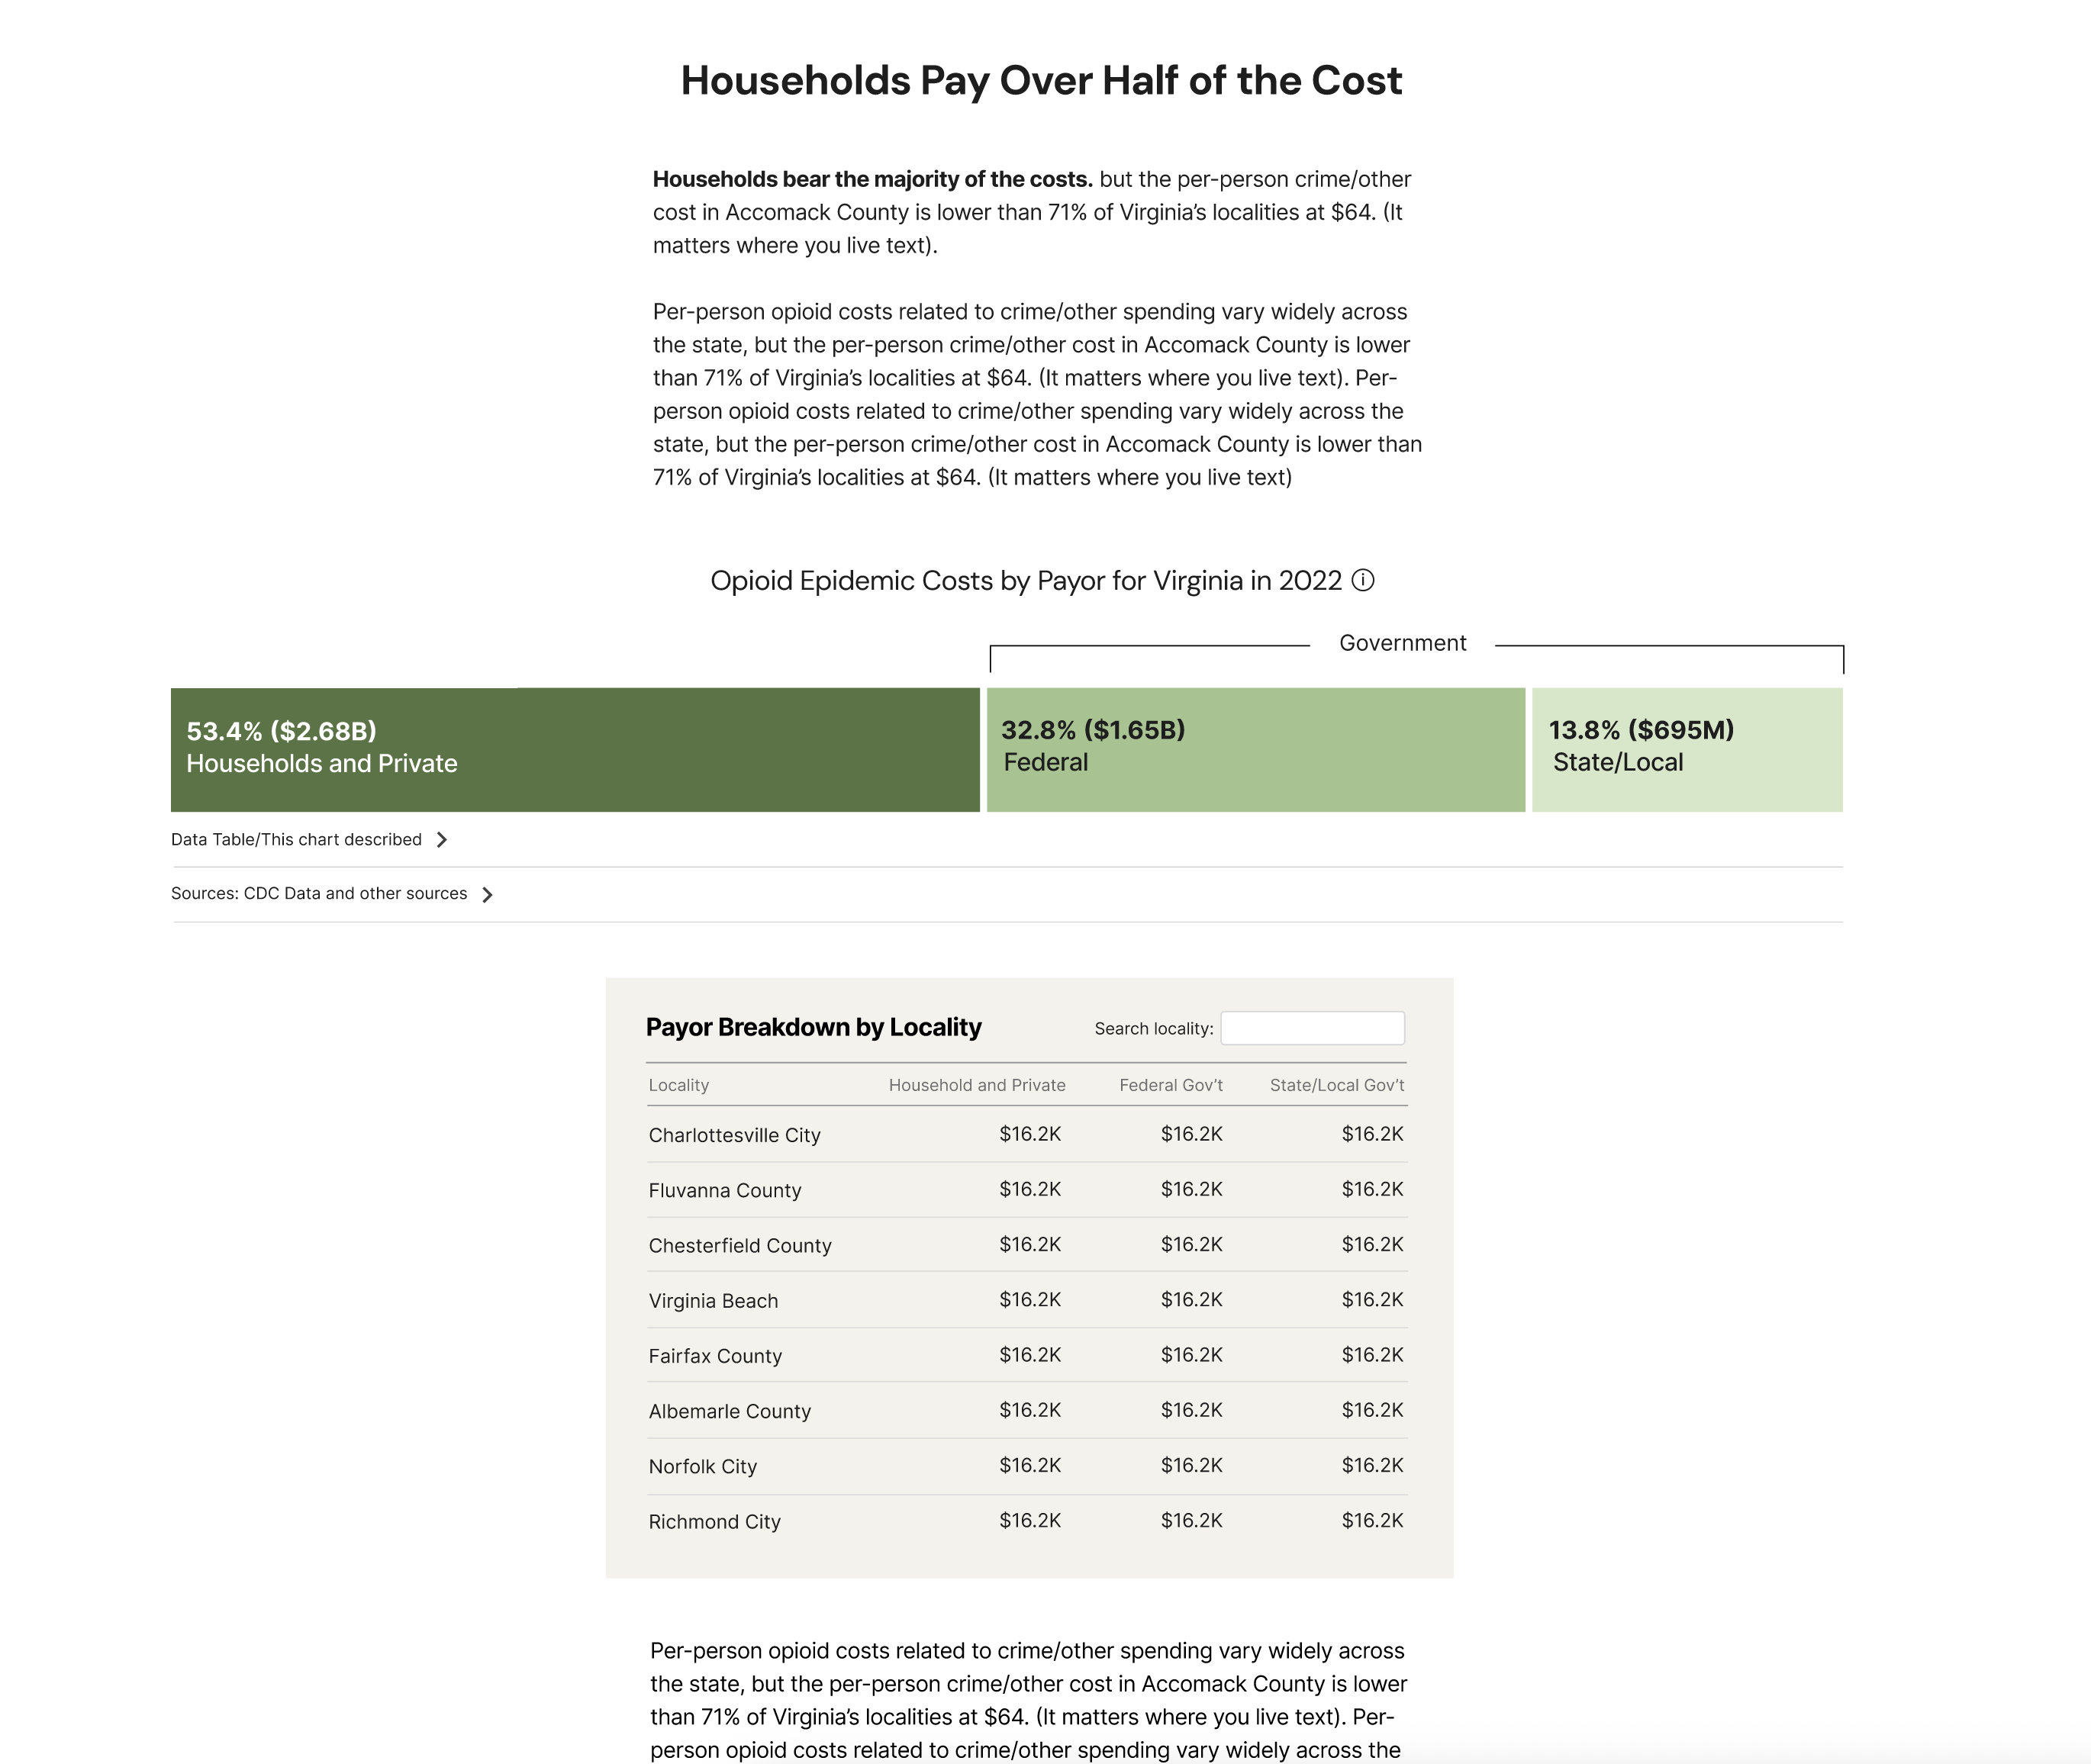 Households Pay Over Half of the Cost
Households bear the majority of the costs. but the per-person crime/other
cost in Accomack County is lower than 71% of Virginia’s localities at $64. (It
matters where you live text).
Per-person opioid costs related to crime/other spending vary widely across
the state, but the per-person crime/other cost in Accomack County is lower
than 71% of Virginia’s localities at $64. (It matters where you live text). Per-
person opioid costs related to crime/other spending vary widely across the
state, but the per-person crime/other cost in Accomack County is lower than
71% of Virginia’s localities at $64. (It matters where you live text)
Opioid Epidemic Costs by Payor for Virginia in 2022 ⓘ
Government
53.4% ($2.68B)
Households and Private
32.8% ($1.65B)
Federal
13.8% ($695M)
State/Local
Data Table/This chart described
Sources: CDC Data and other sources
Payor Breakdown by Locality Search locality:
Locality Household and Private Federal Gov’t State/Local Gov’t
Charlottesville City $16.2K $16.2K $16.2K
Fluvanna County $16.2K $16.2K $16.2K
Chesterfield County $16.2K $16.2K $16.2K
Virginia Beach $16.2K $16.2K $16.2K
Fairfax County $16.2K $16.2K $16.2K
Albemarle County $16.2K $16.2K $16.2K
Norfolk City $16.2K $16.2K $16.2K
Richmond City $16.2K $16.2K $16.2K
Per-person opioid costs related to crime/other spending vary widely across
the state, but the per-person crime/other cost in Accomack County is lower
than 71% of Virginia’s localities at $64. (It matters where you live text). Per-
person opioid costs related to crime/other spending vary widely across the